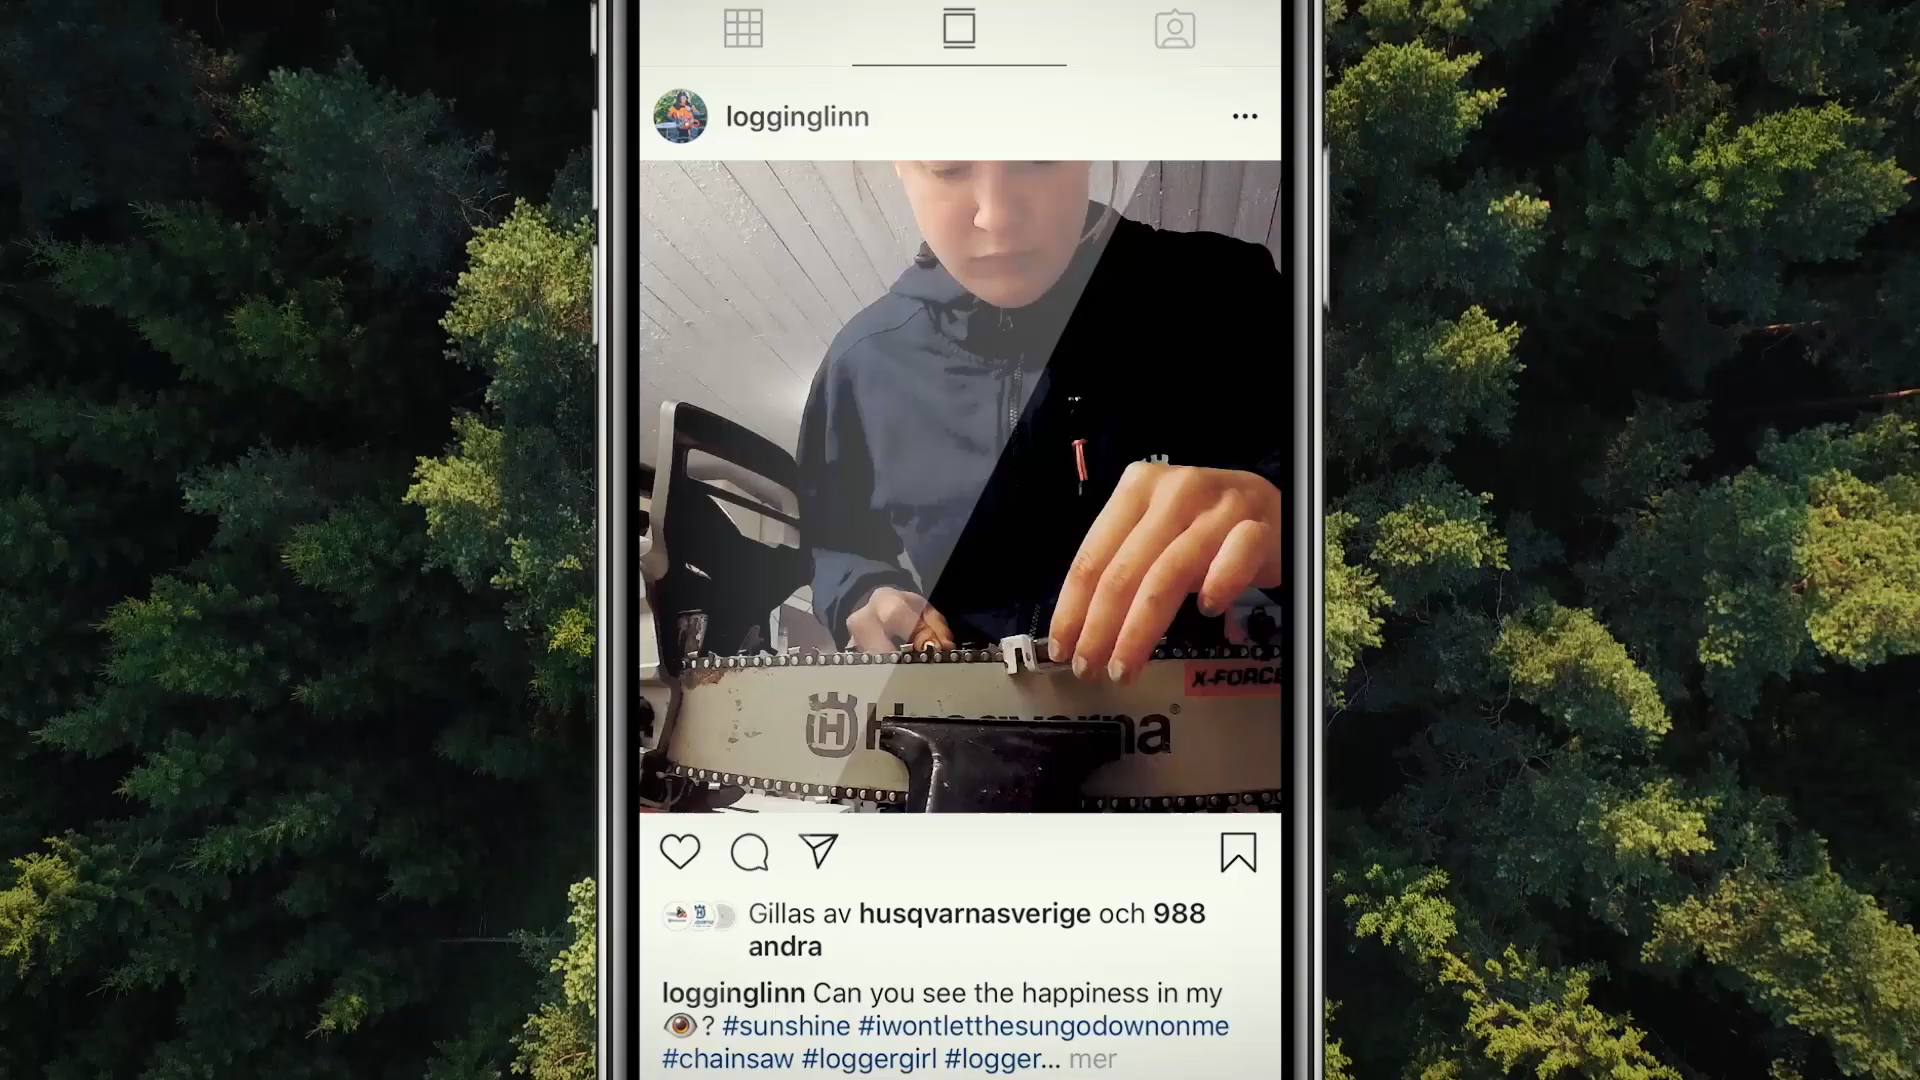 logginglinn
X-FORCE
H
Gillas av husqvarnasverige och 988
andra
logginglinn Can you see the happiness in my
👁? #sunshine #iwontletthesungodownonme
#chainsaw #loggergirl #logger... mer